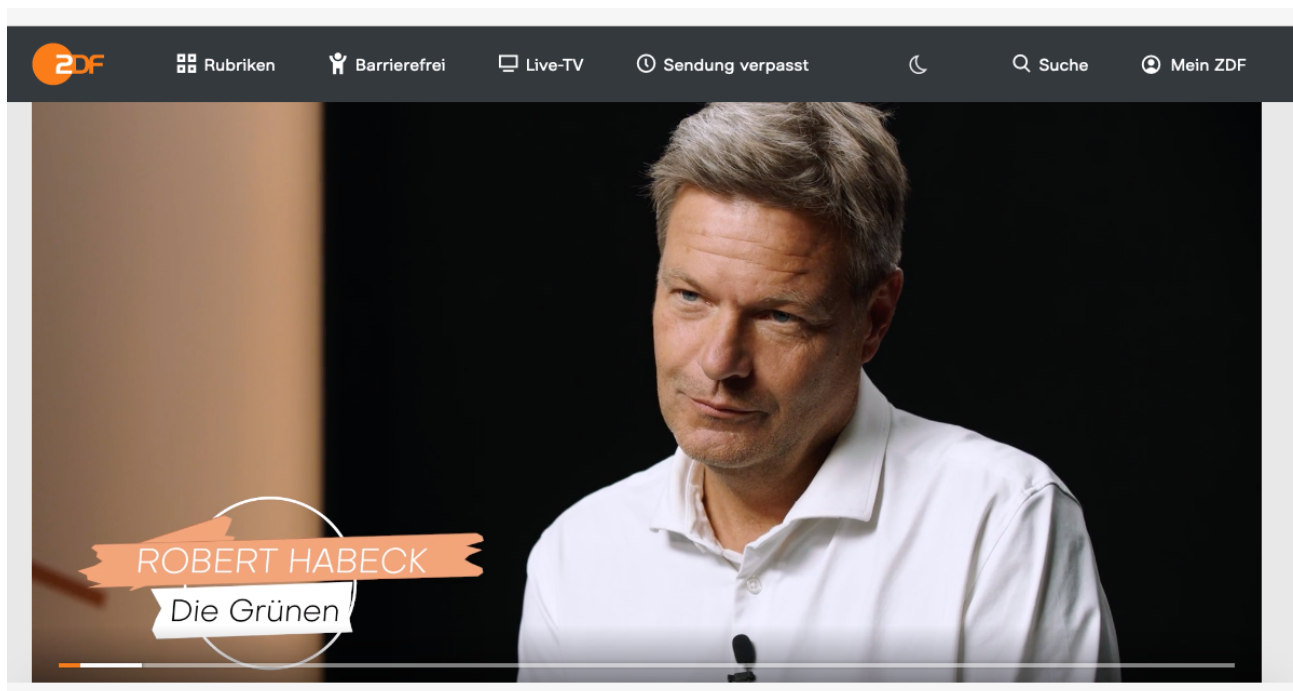 ZDF
Rubriken
Barrierefrei
Live-TV
Sendung verpasst
Suche
Mein ZDF
ROBERT HABECK
Die Grünen